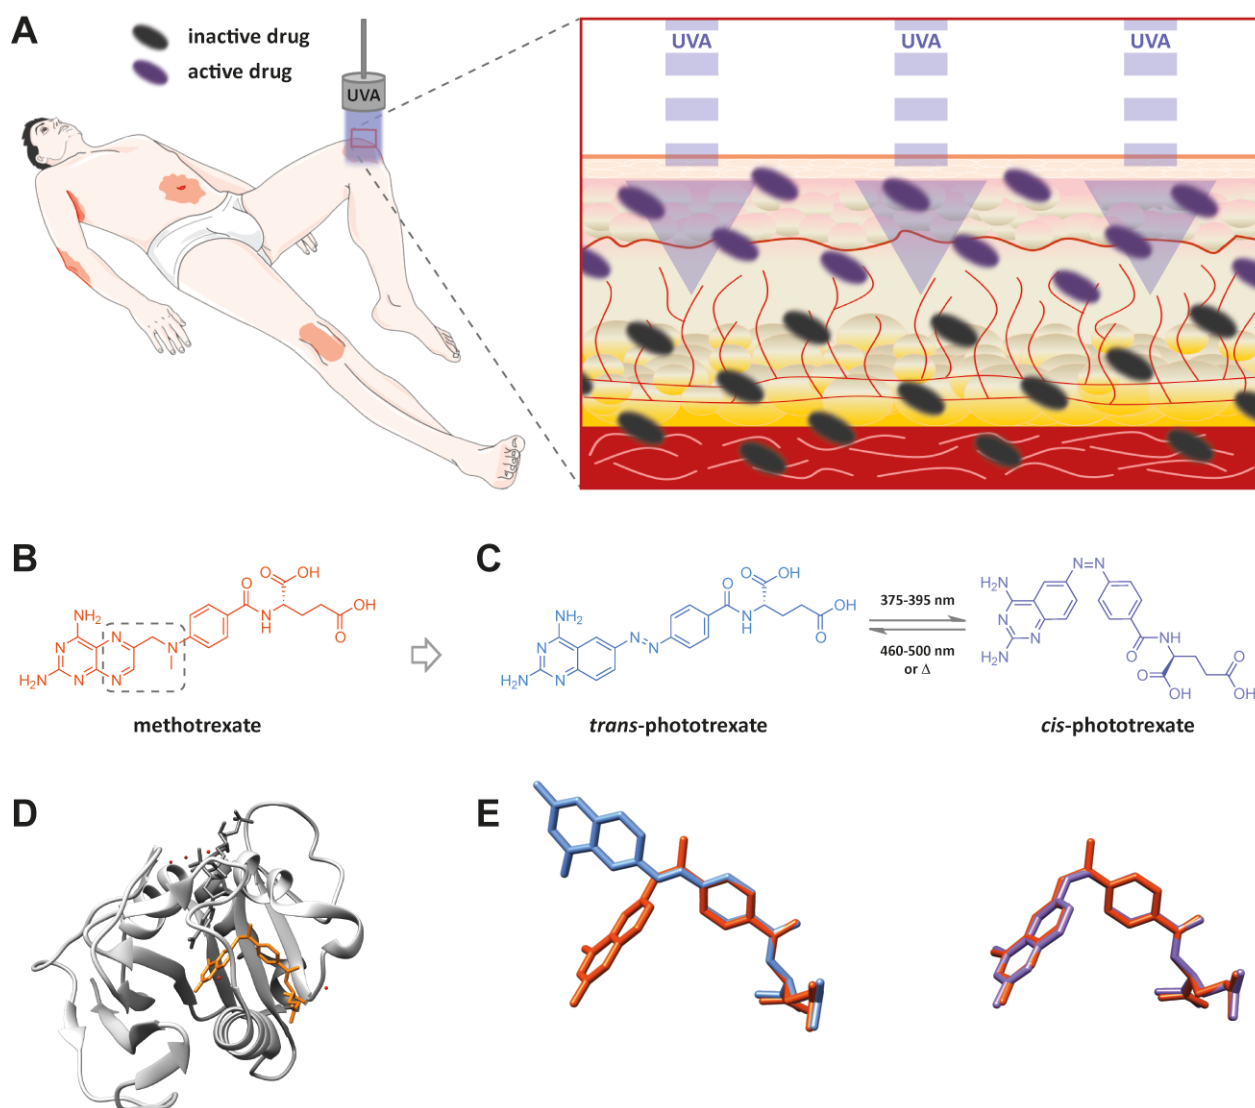 A
inactive drug
active drug
UVA
UVA
UVA
UVA
B
O
OH
O
NH2
N
N
H
O
OH
N
N
H2N
N
N
O
methotrexate
C
O
OH
O
NH2
N
H
O
OH
N
N=N
H2N
N
O
trans-phototrexate
375-395 nm
460-500 nm
or Δ
N=N
H2N
N
H2N
N
O
NH
O
O
OH
OH
cis-phototrexate
D
E